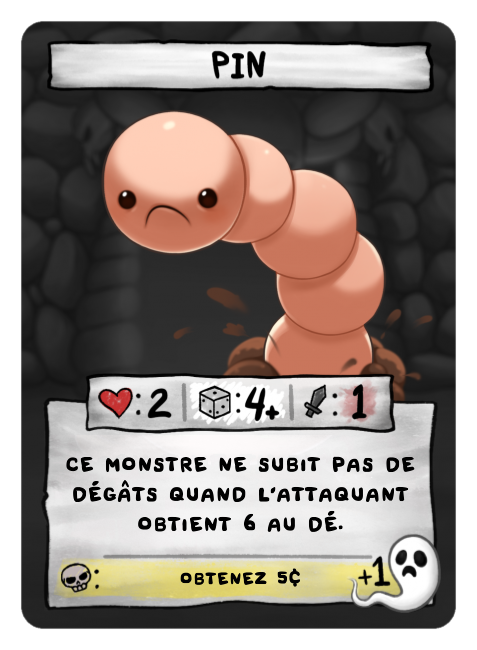 PIN
:2 :4+ :1
CE MONSTRE NE SUBIT PAS DE
DÉGÂTS QUAND L'ATTAQUANT
OBTIENT 6 AU DÉ.
: OBTENEZ 5¢ +1